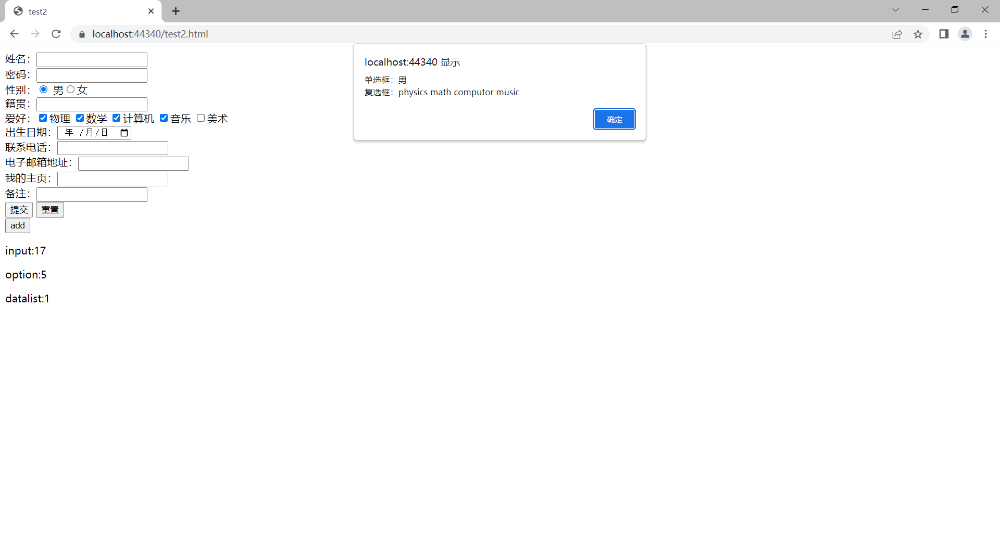 test2
localhost:44340/test2.html
localhost:44340 显示
单选框：男
复选框：physics math computor music
确定
姓名：
密码：
性别： 男 女
籍贯：
爱好： 物理 数学 计算机 音乐 美术
出生日期： 年 /月/日
联系电话：
电子邮箱地址：
我的主页：
备注：
提交 重置
add
input:17
option:5
datalist:1